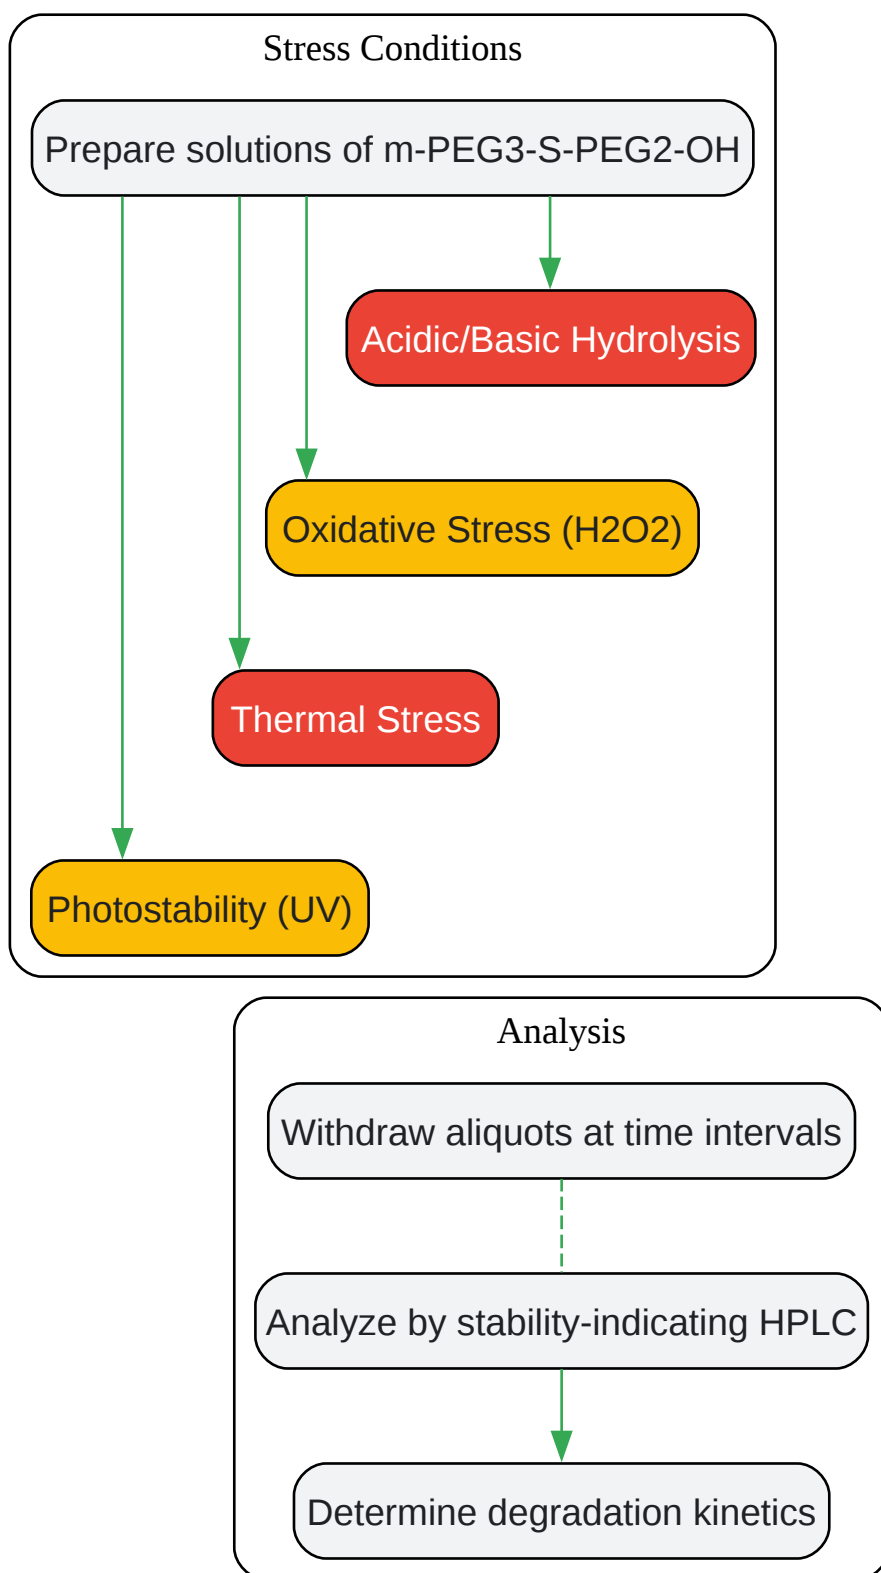 Stress Conditions
Prepare solutions of m-PEG3-S-PEG2-OH
Acidic/Basic Hydrolysis
Oxidative Stress (H2O2)
Thermal Stress
Photostability (UV)
Analysis
Withdraw aliquots at time intervals
Analyze by stability-indicating HPLC
Determine degradation kinetics